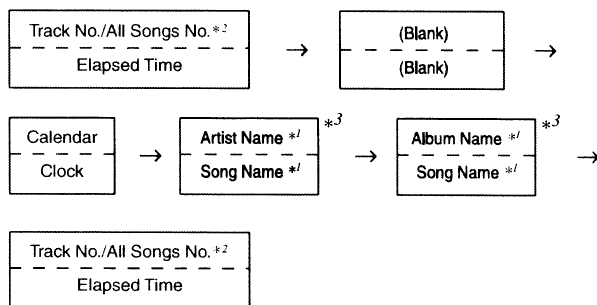 Track No./All Songs No.*2
Elapsed Time
(Blank)
(Blank)
Calendar
Clock
Artist Name *1
Song Name *1
*3
Album Name *1
Song Name *1
*3
Track No./All Songs No.*2
Elapsed Time